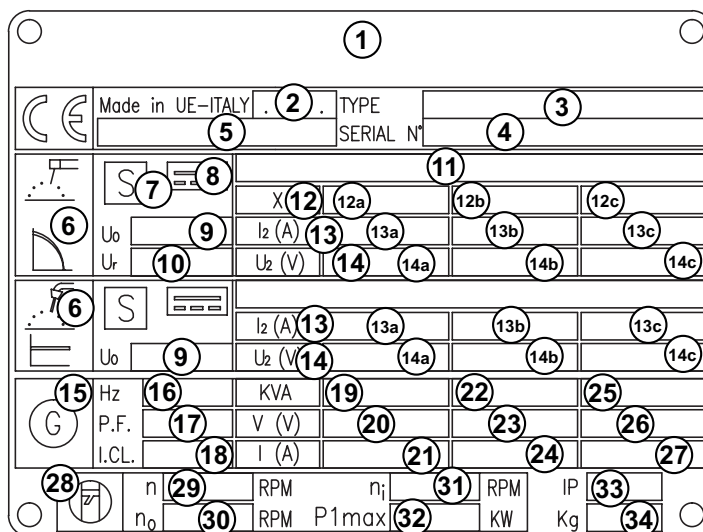 1
CE Made in UE-ITALY . 2 . TYPE 3
5 SERIAL N° 4
S 7 8 11
X 12 12a 12b 12c
6 U₀ 9 I₂ (A) 13 13a 13b 13c
Uᵣ 10 U₂ (V) 14 14a 14b 14c
6 S
I₂ (A) 13 13a 13b 13c
U₀ 9 U₂ (V) 14 14a 14b 14c
15 Hz 16 KVA 19 22 25
G P.F. 17 V (V) 20 23 26
I.CL. 18 I (A) 21 24 27
28 n 29 RPM nᵢ 31 RPM IP 33
n₀ 30 RPM P1max 32 KW Kg 34